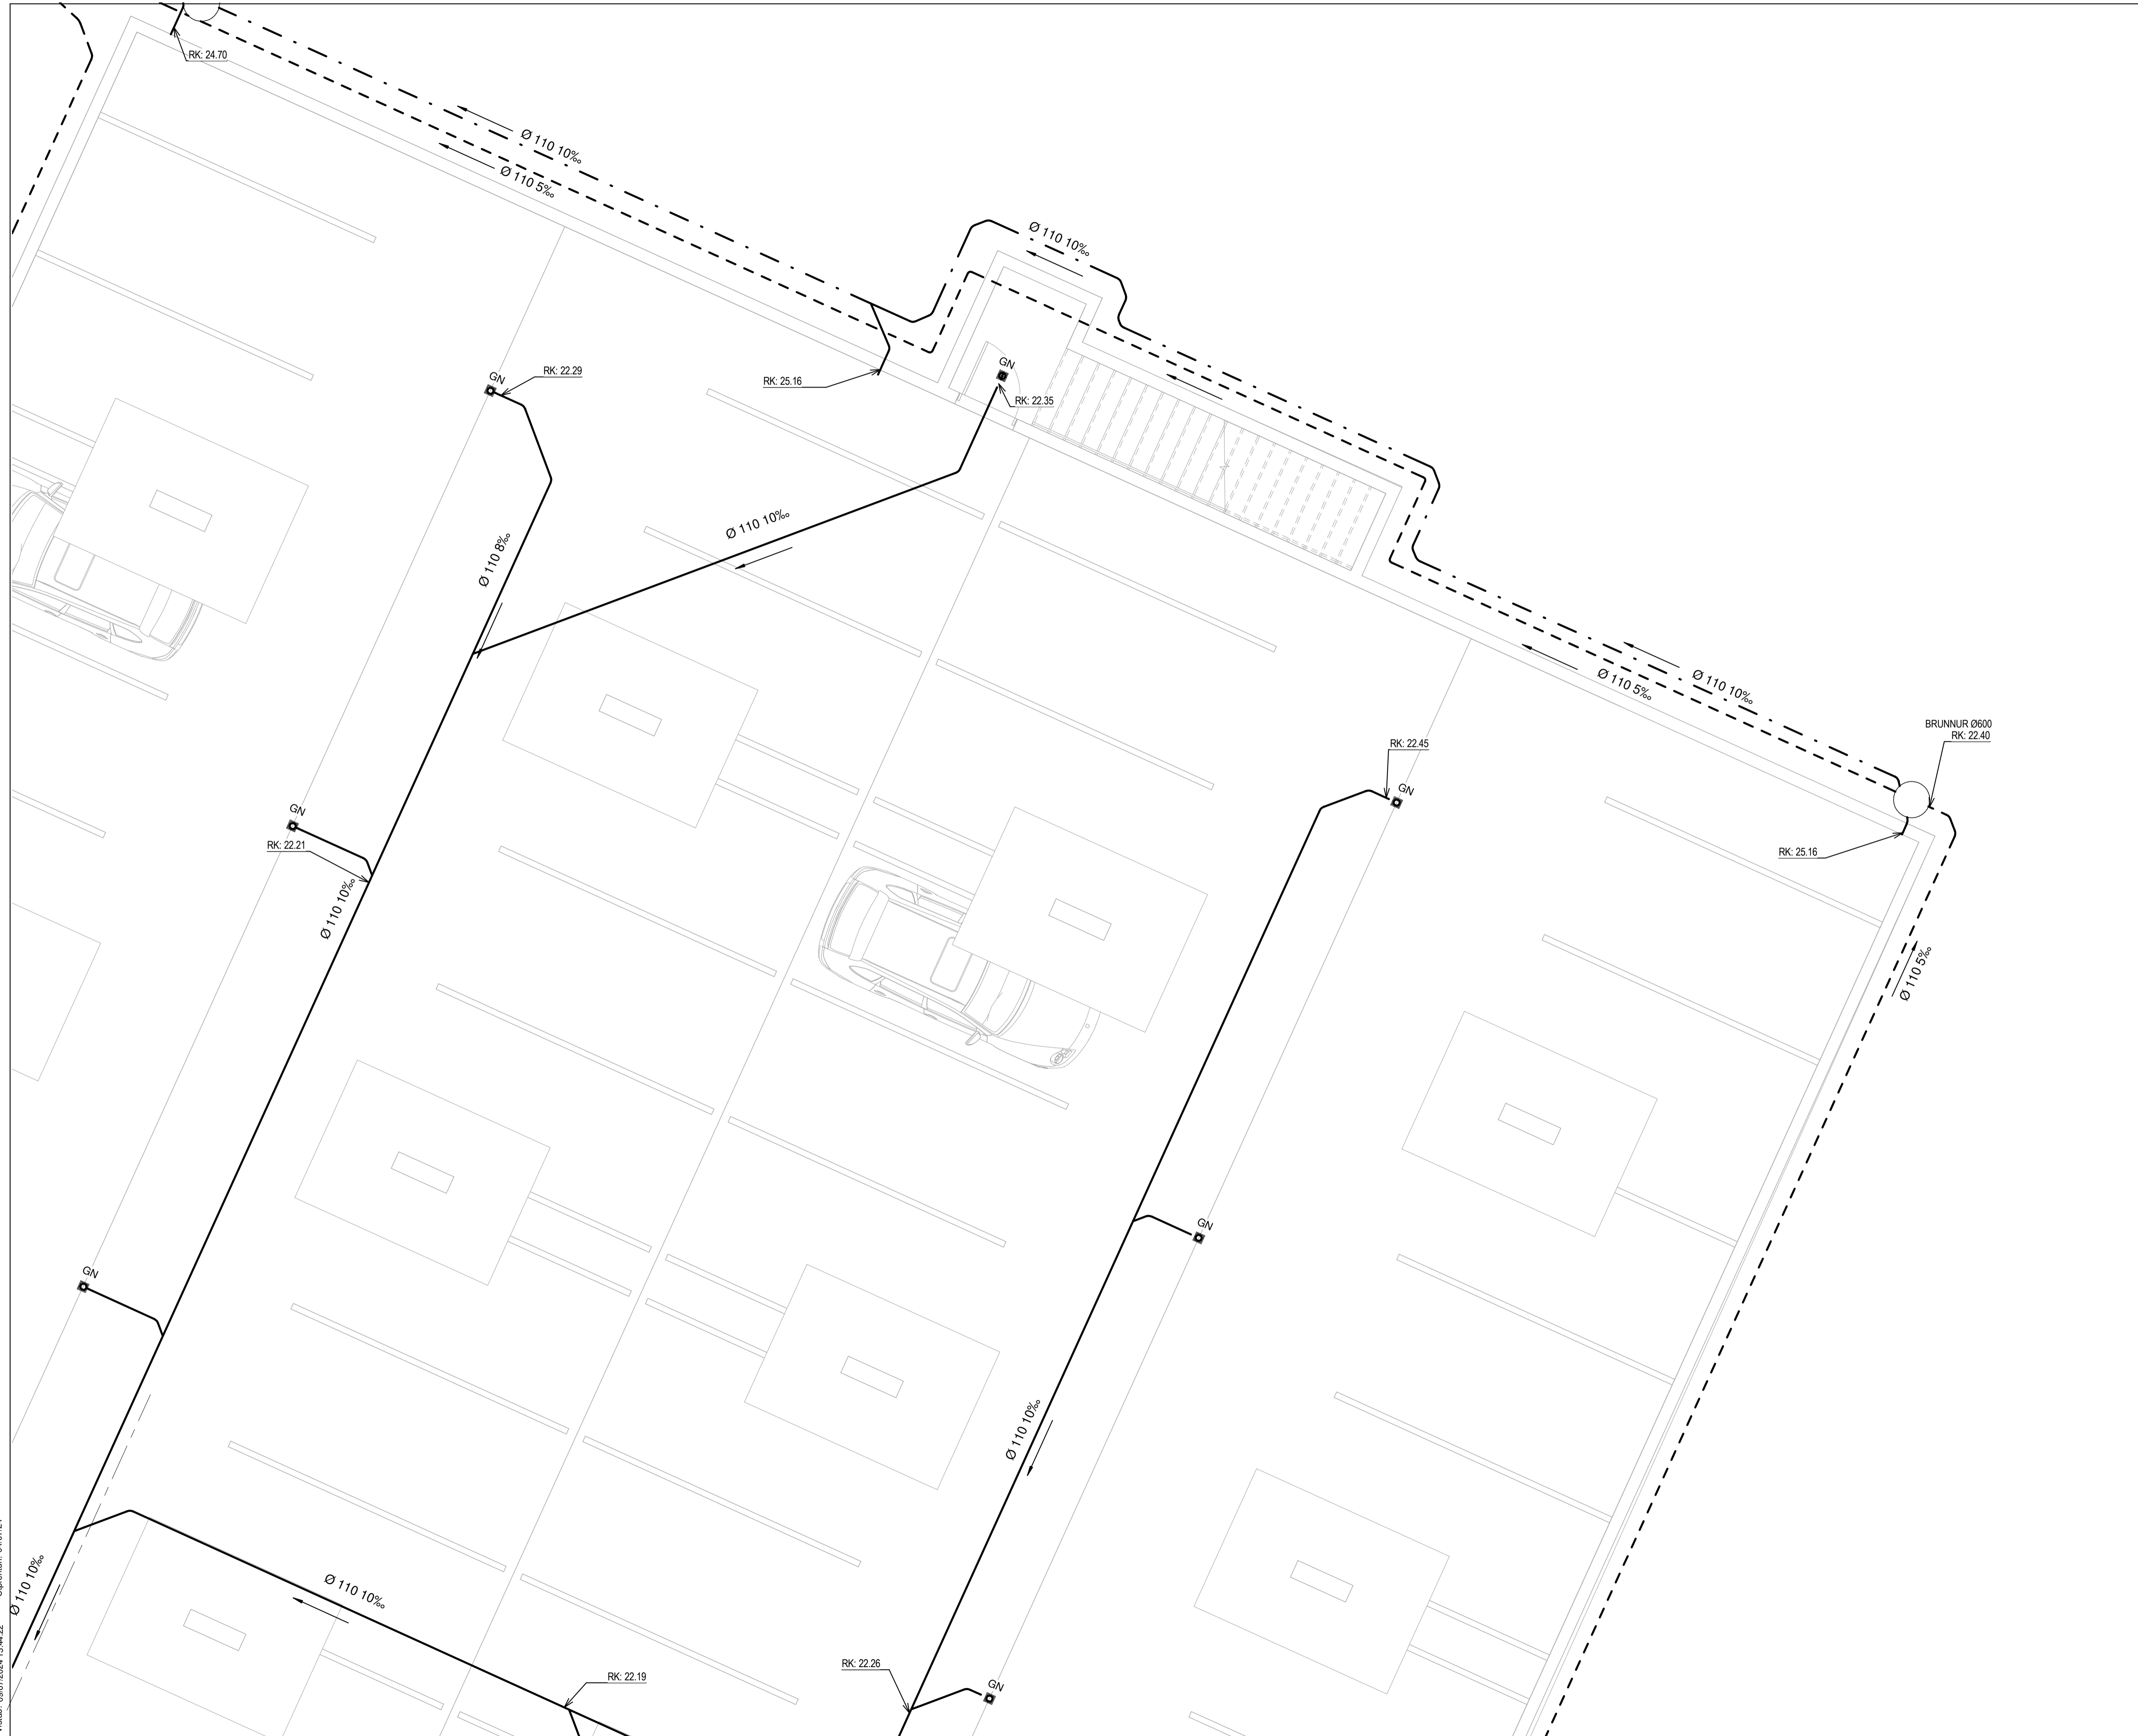 RK: 24.70
Ø 110 10‰
Ø 110 5‰
Ø 110 10‰
GN
RK: 22.29
RK: 25.16
GN
RK: 22.35
Ø 110 10‰
Ø 110 8‰
Ø 110 10‰
Ø 110 5‰
BRUNNUR Ø600
RK: 22.40
RK: 22.45
GN
GN
RK: 22.21
RK: 25.16
Ø 110 10‰
Ø 110 5‰
GN
GN
Ø 110 10‰
Ø 110 10‰
Ø 110 10‰
RK: 22.19
RK: 22.26
GN